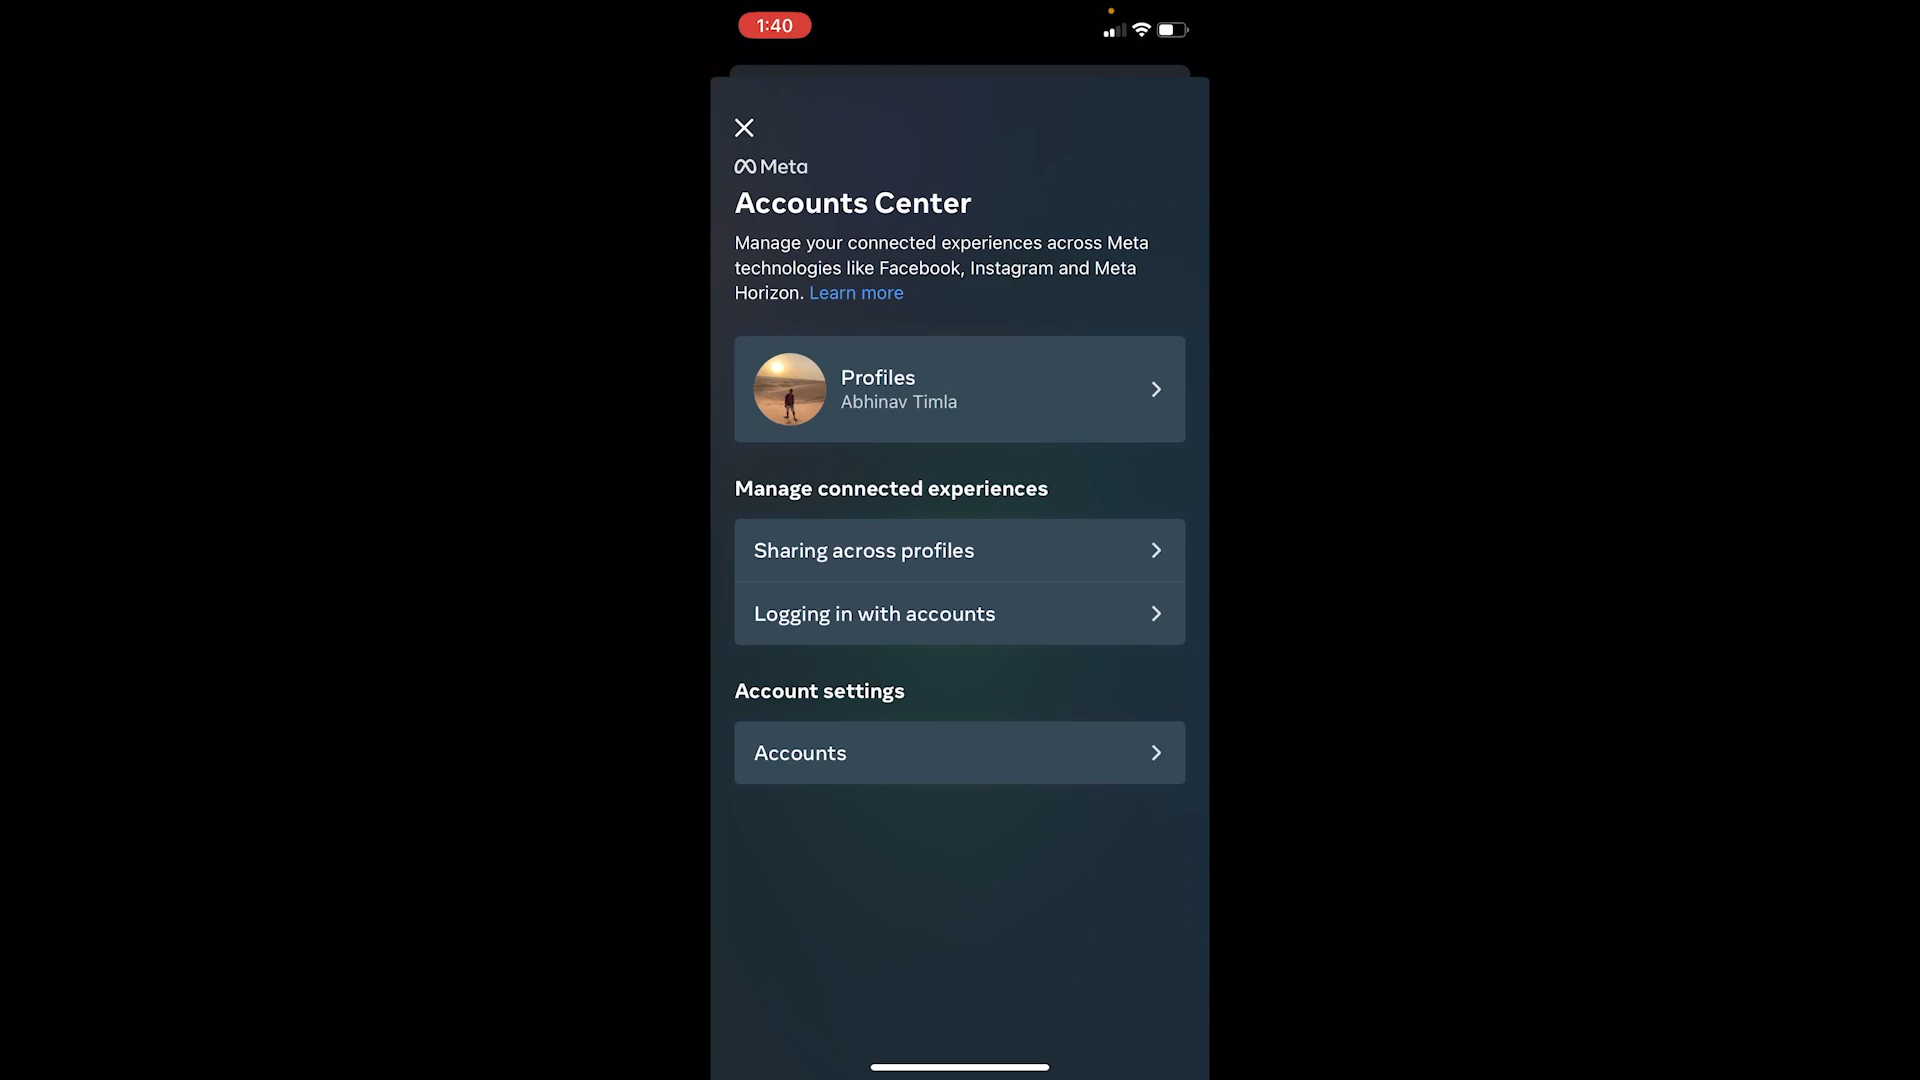 1:40
Meta
Accounts Center
Manage your connected experiences across Meta
technologies like Facebook, Instagram and Meta
Horizon. Learn more
Profiles
Abhinav Timla
Manage connected experiences
Sharing across profiles
Logging in with accounts
Account settings
Accounts